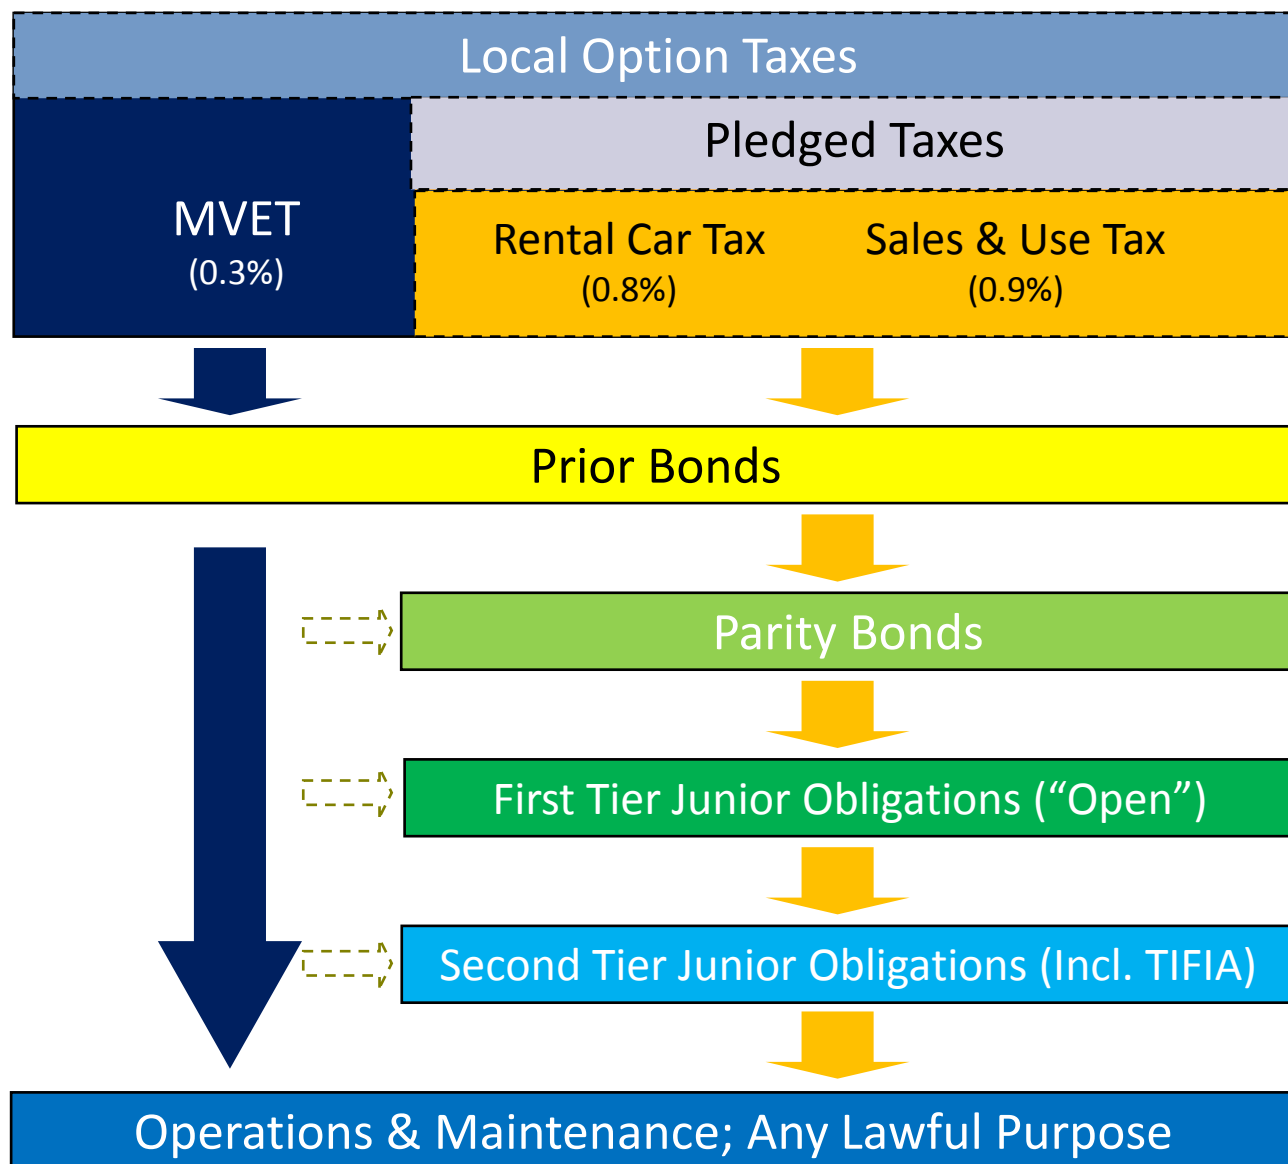 Local Option Taxes
Pledged Taxes
MVET
(0.3%)
Rental Car Tax
(0.8%)
Sales & Use Tax
(0.9%)
Prior Bonds
Parity Bonds
First Tier Junior Obligations (“Open”)
Second Tier Junior Obligations (Incl. TIFIA)
Operations & Maintenance; Any Lawful Purpose